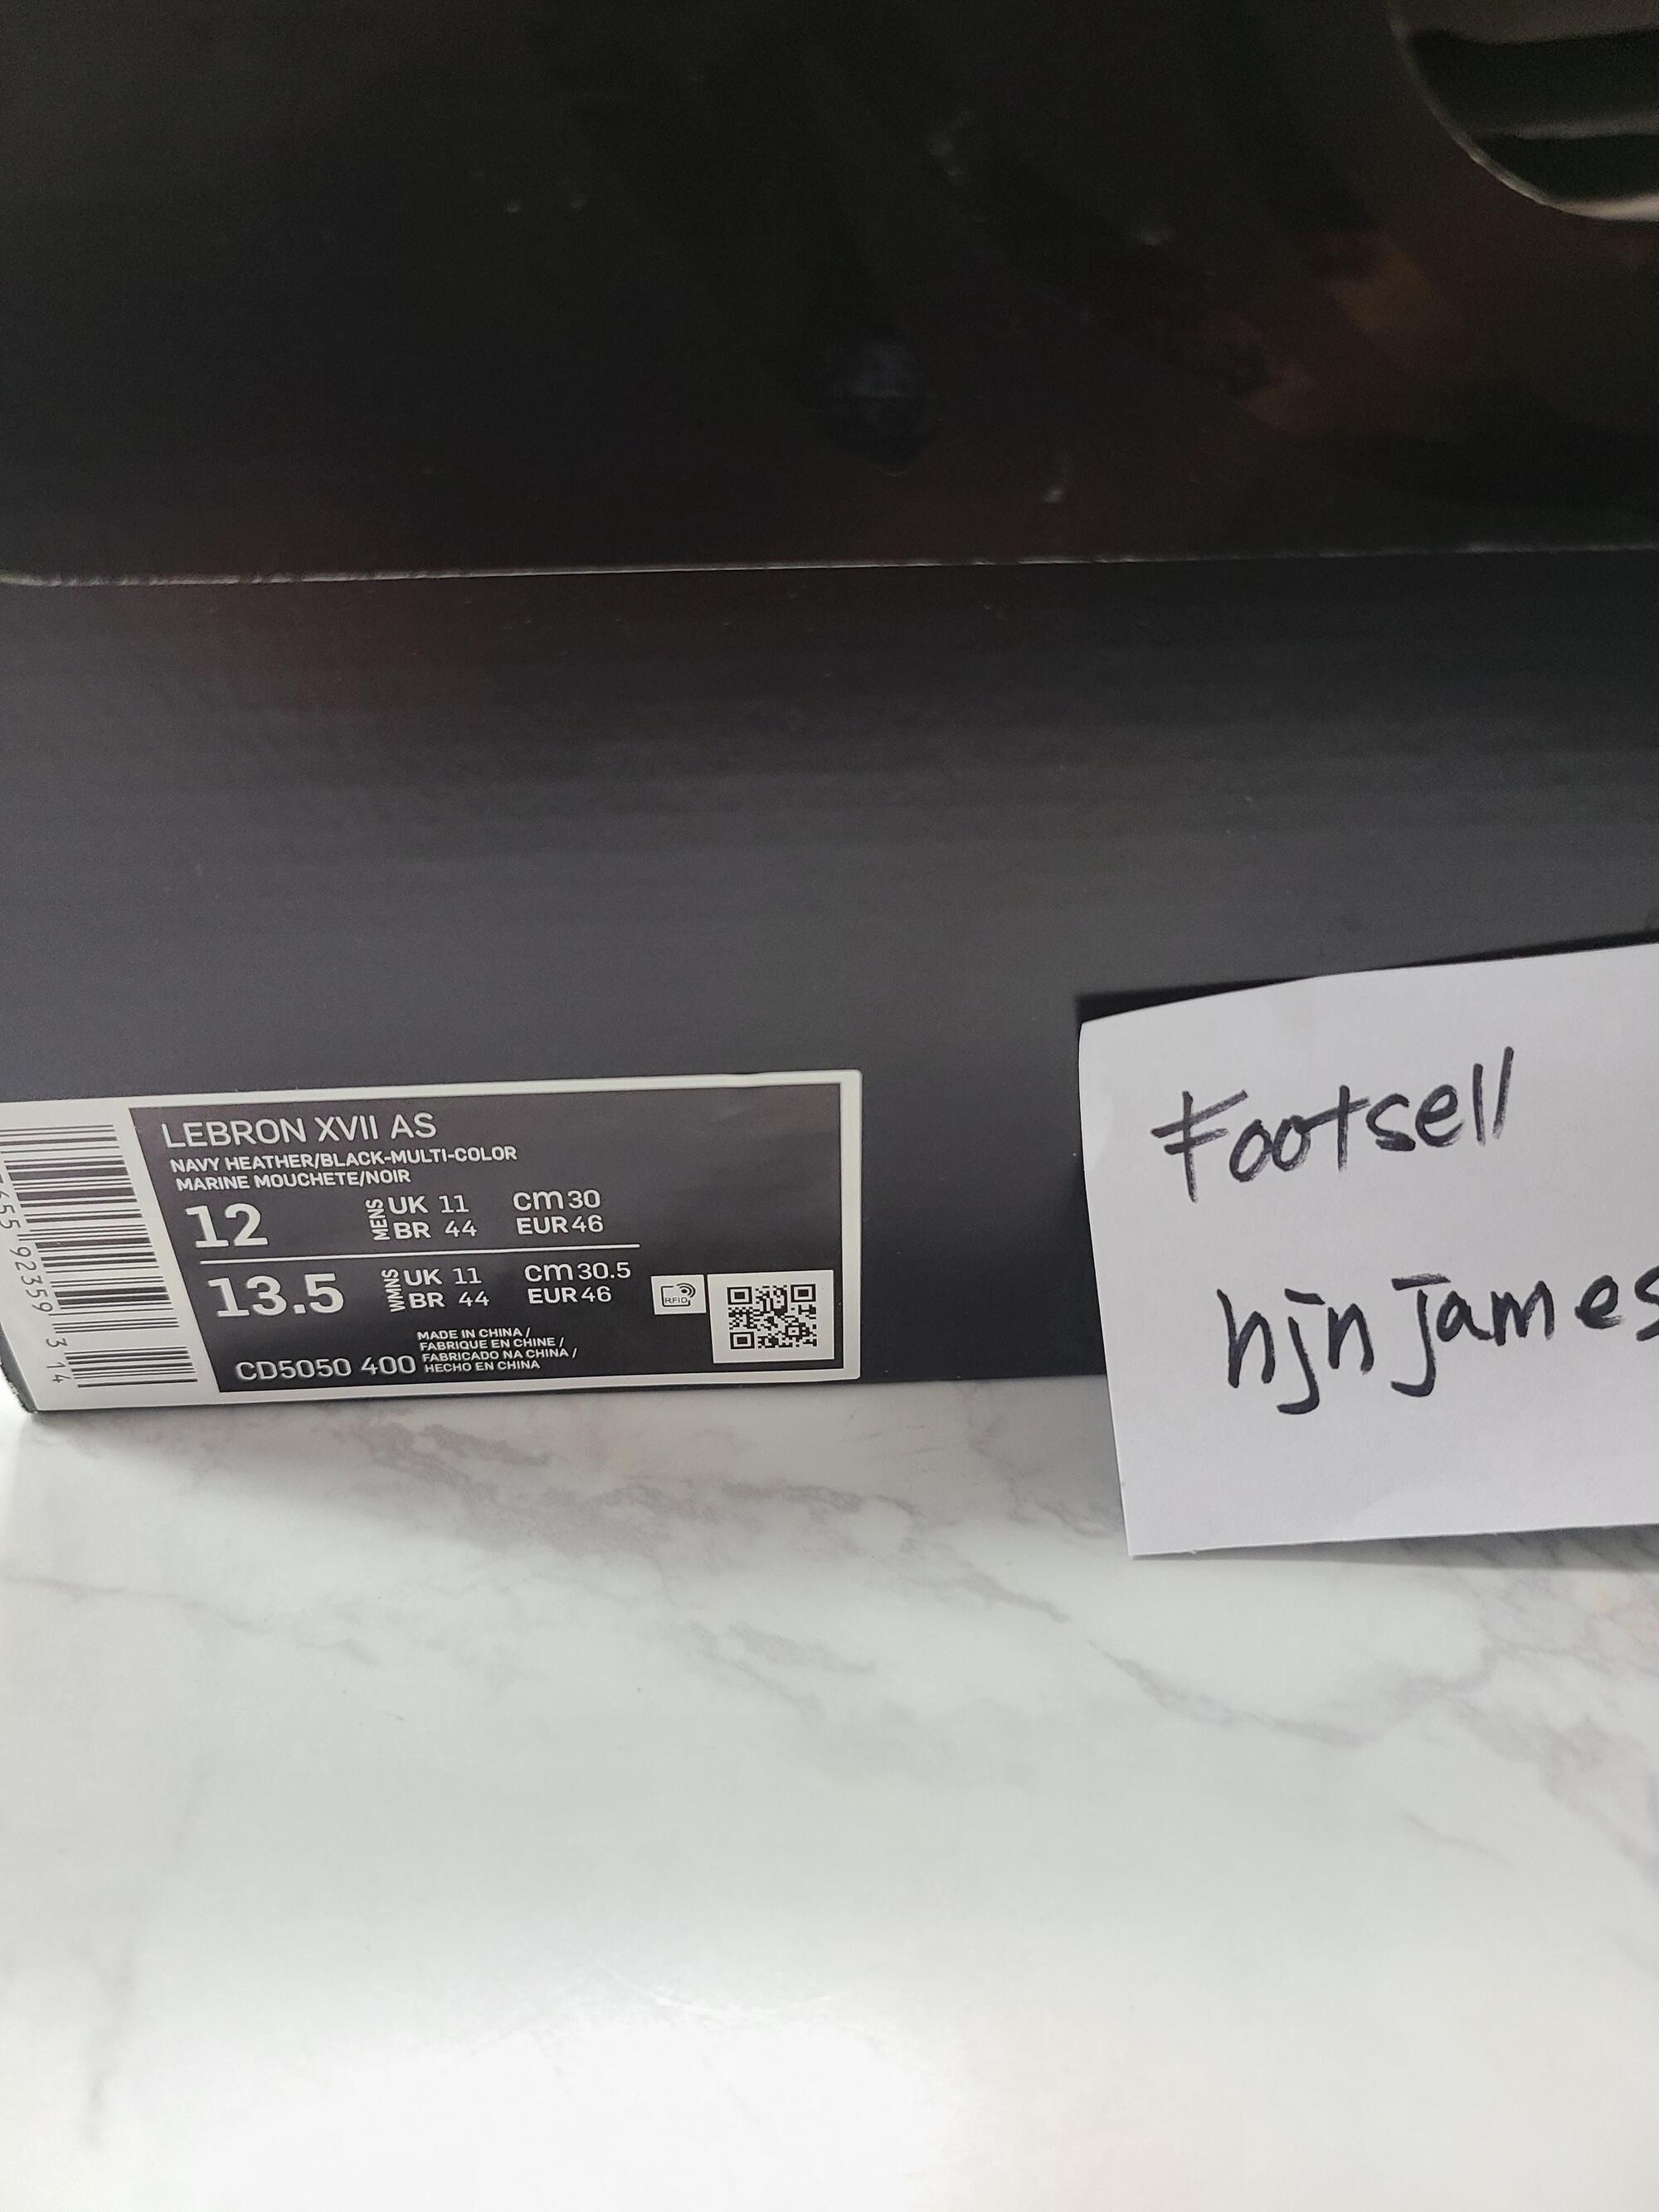 LEBRON XVII AS
NAVY HEATHER/BLACK-MULTI-COLOR
MARINE MOUCHETE/NOIR
12 MENS UK 11 cm 30
BR 44 EUR 46
13.5 WMNS UK 11 cm 30.5
BR 44 EUR 46
RFID
MADE IN CHINA /
FABRIQUE EN CHINE /
FABRICADO NA CHINA /
HECHO EN CHINA
CD5050 400
92359 314
Footsell
hjnjames